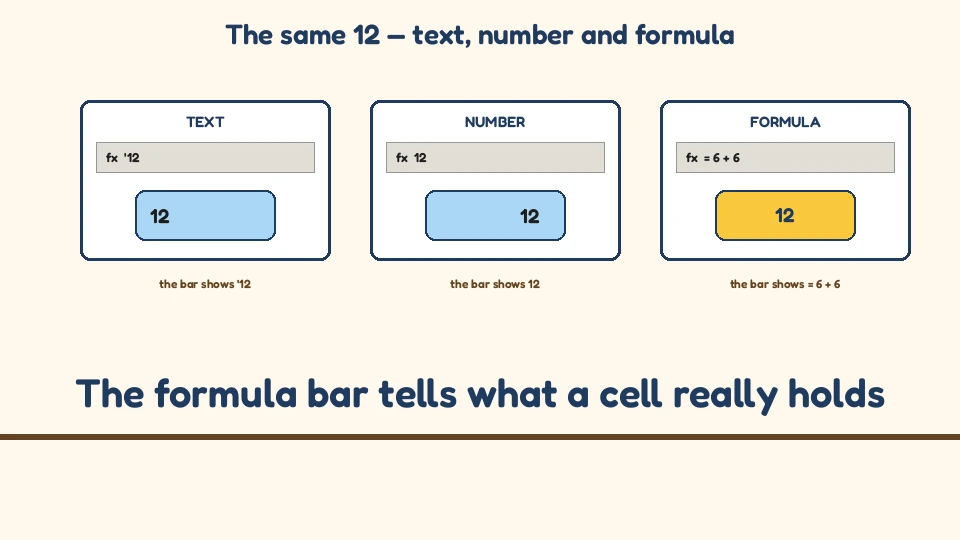 The same 12 — text, number and formula
TEXT
fx '12
12
the bar shows '12
NUMBER
fx 12
12
the bar shows 12
FORMULA
fx = 6 + 6
12
the bar shows = 6 + 6
The formula bar tells what a cell really holds